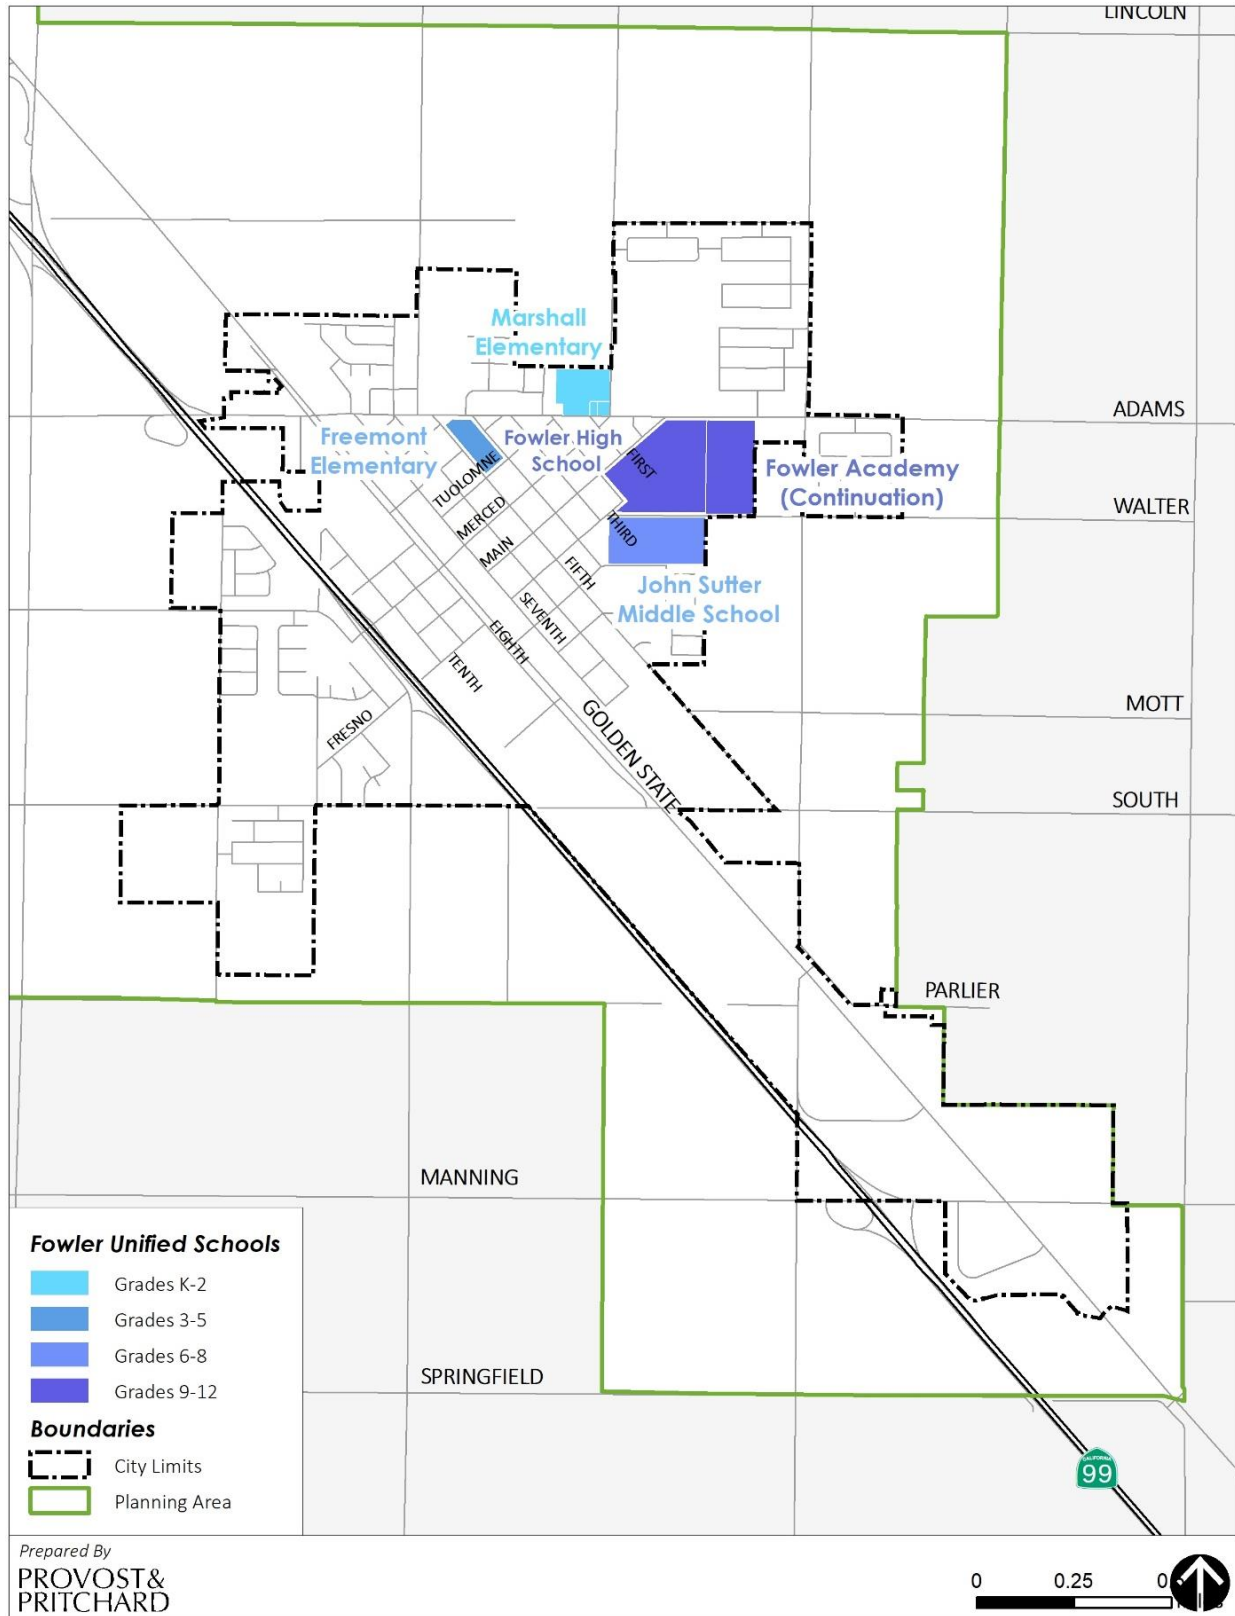 LINCOLN
Marshall
Elementary
ADAMS
Freemont
Elementary
Fowler High
School
FIRST
Fowler Academy
(Continuation)
TUOLOMNE
MERCED
WALTER
THIRD
MAIN
FIFTH
John Sutter
Middle School
SEVENTH
EIGHTH
TENTH
FRESNO
GOLDEN STATE
MOTT
SOUTH
PARLIER
MANNING
SPRINGFIELD
Fowler Unified Schools
Grades K-2
Grades 3-5
Grades 6-8
Grades 9-12
Boundaries
City Limits
Planning Area
CALIFORNIA
99
Prepared By
PROVOST&
PRITCHARD
0 0.25